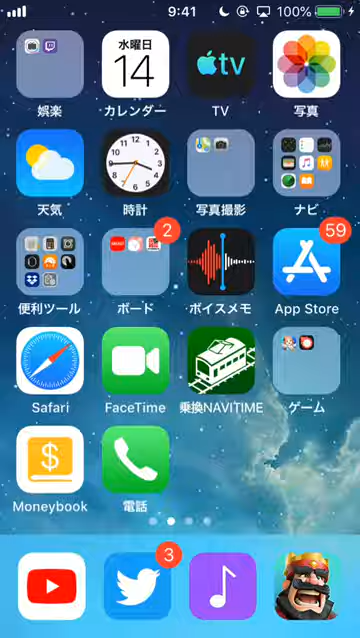 9:41
100%
水曜日
14
tv
娯楽
カレンダー
TV
写真
天気
時計
写真撮影
ナビ
2
59
便利ツール
ボード
ボイスメモ
App Store
Safari
FaceTime
乗換NAVITIME
ゲーム
$
Moneybook
電話
3